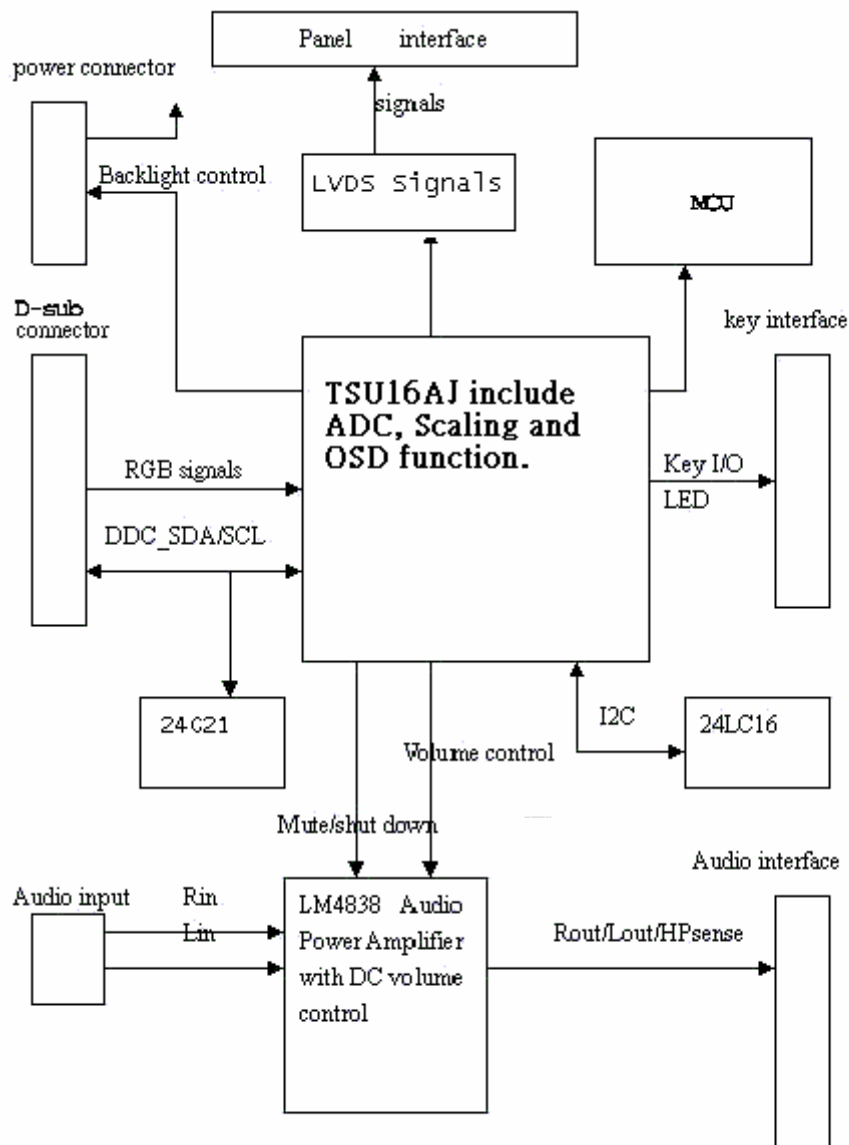 Panel interface
power connector
signals
Backlight control
LVDS Signals
MCU
D-sub
connector
key interface
TSU16AJ include
ADC, Scaling and
OSD function.
RGB signals
Key I/O
LED
DDC_SDA/SCL
24C21
I2C
24LC16
Volume control
Mute/shut down
Audio interface
Audio input
Rin
Lin
LM4838 Audio
Power Amplifier
with DC volume
control
Rout/Lout/HPsense